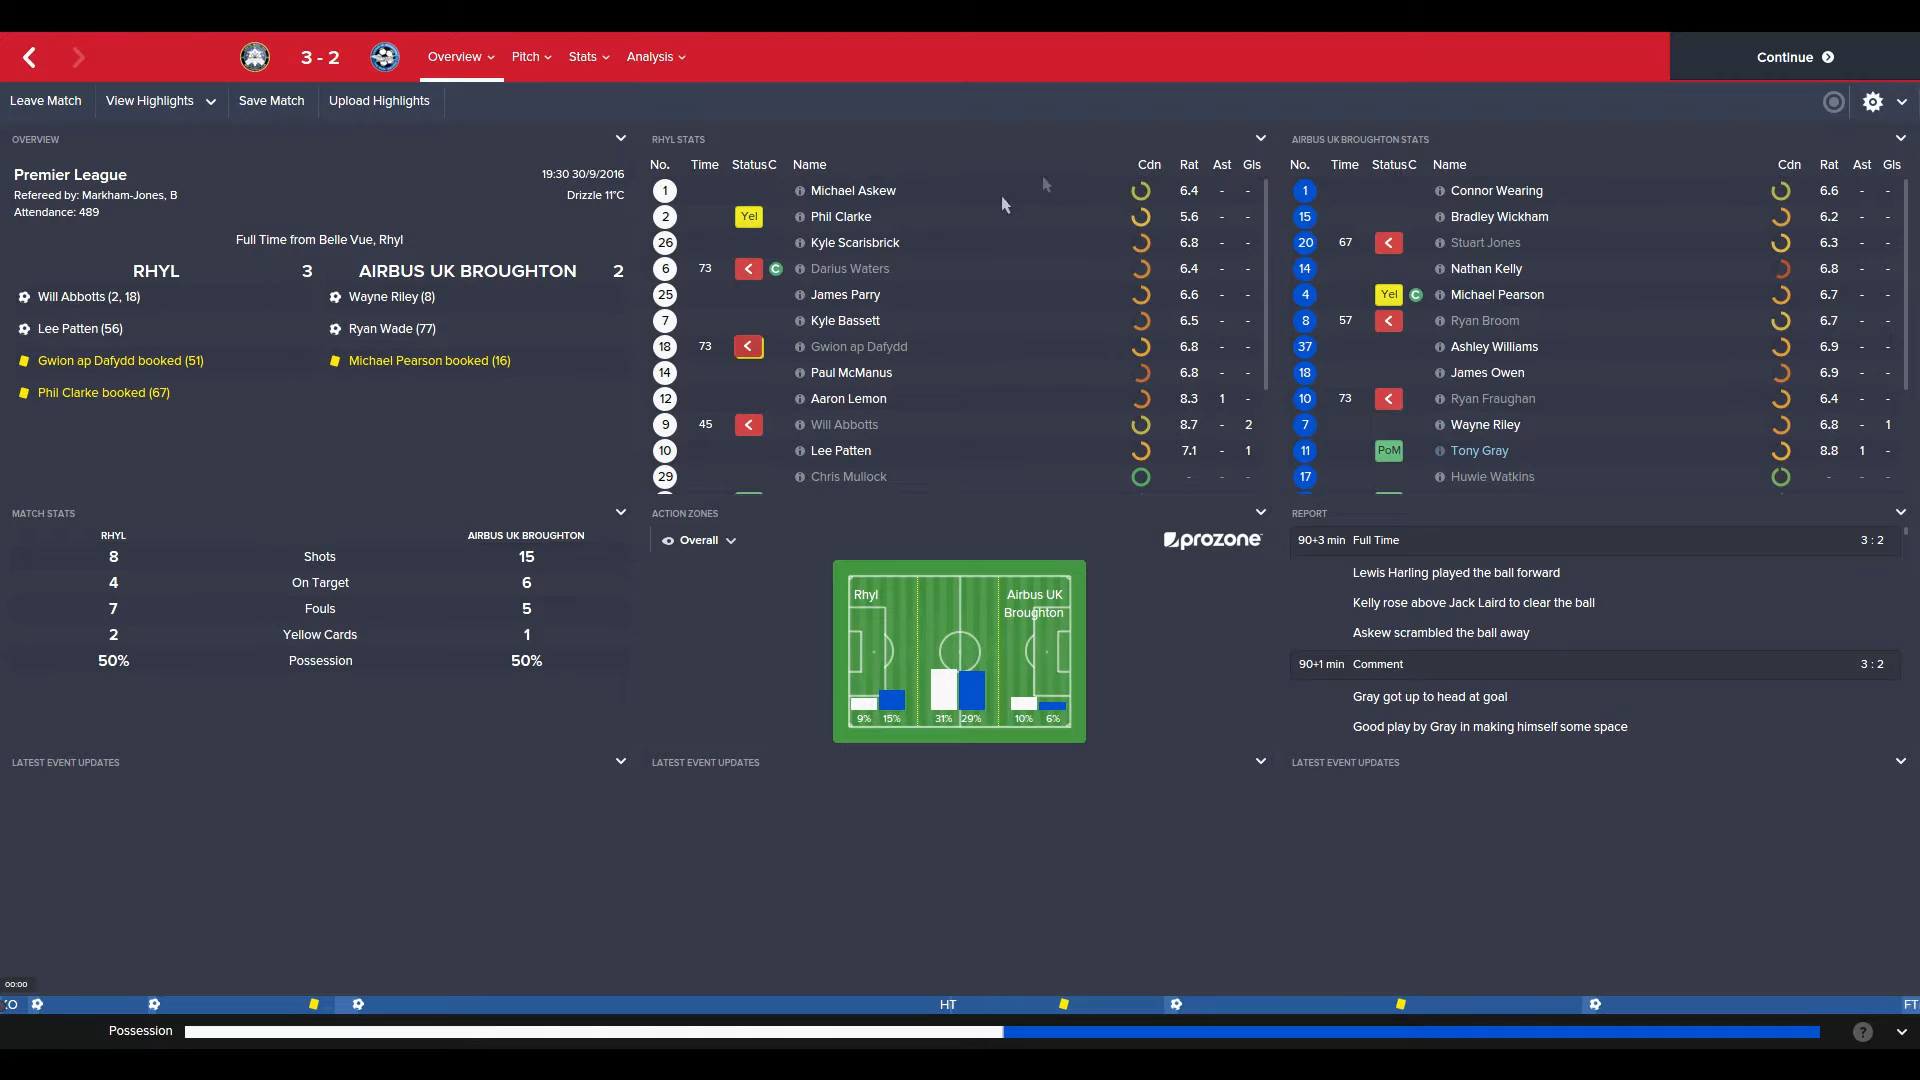 3 - 2 Overview Pitch Stats Analysis Continue
Leave Match View Highlights Save Match Upload Highlights
OVERVIEW
Premier League 19:30 30/9/2016
Refereed by: Markham-Jones, B Drizzle 11°C
Attendance: 489
Full Time from Belle Vue, Rhyl
RHYL 3 AIRBUS UK BROUGHTON 2
Will Abbotts (2, 18) Wayne Riley (8)
Lee Patten (56) Ryan Wade (77)
Gwion ap Dafydd booked (51) Michael Pearson booked (16)
Phil Clarke booked (67)
RHYL STATS
No. Time Status C Name Cdn Rat Ast Gls
1 Michael Askew 6.4 - -
2 Yel Phil Clarke 5.6 - -
26 Kyle Scarisbrick 6.8 - -
6 73 C Darius Waters 6.4 - -
25 James Parry 6.6 - -
7 Kyle Bassett 6.5 - -
18 73 Gwion ap Dafydd 6.8 - -
14 Paul McManus 6.8 - -
12 Aaron Lemon 8.3 1 -
9 45 Will Abbotts 8.7 - 2
10 Lee Patten 7.1 - 1
29 Chris Mullock - - -
AIRBUS UK BROUGHTON STATS
No. Time Status C Name Cdn Rat Ast Gls
1 Connor Wearing 6.6 - -
15 Bradley Wickham 6.2 - -
20 67 Stuart Jones 6.3 - -
14 Nathan Kelly 6.8 - -
4 Yel C Michael Pearson 6.7 - -
8 57 Ryan Broom 6.7 - -
37 Ashley Williams 6.9 - -
18 James Owen 6.9 - -
10 73 Ryan Fraughan 6.4 - -
7 Wayne Riley 6.8 - 1
11 PoM Tony Gray 8.8 1 -
17 Huwie Watkins - - -
MATCH STATS
RHYL AIRBUS UK BROUGHTON
8 Shots 15
4 On Target 6
7 Fouls 5
2 Yellow Cards 1
50% Possession 50%
ACTION ZONES
Overall prozone
Rhyl Airbus UK
Broughton
9% 15% 31% 29% 10% 6%
REPORT
90+3 min Full Time 3 : 2
Lewis Harling played the ball forward
Kelly rose above Jack Laird to clear the ball
Askew scrambled the ball away
90+1 min Comment 3 : 2
Gray got up to head at goal
Good play by Gray in making himself some space
LATEST EVENT UPDATES LATEST EVENT UPDATES LATEST EVENT UPDATES
00:00
KO HT FT
Possession ?